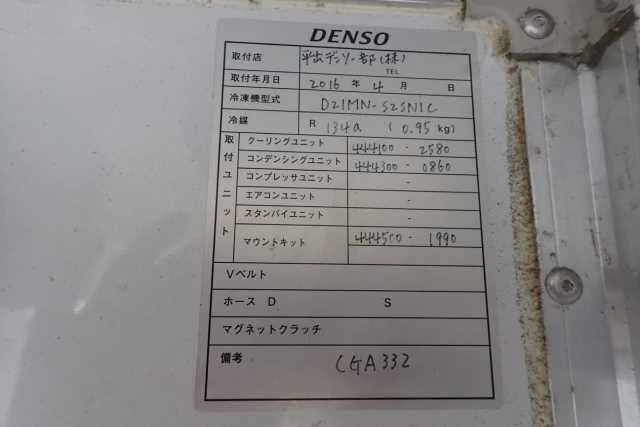 DENSO
取付店 平出デンソー部(株)
TEL
取付年月日 2016 年 4 月 日
冷凍機型式 D21MN-S2SN1C
冷媒 R 134a ( 0.95 kg)
取付ユニット
クーリングユニット 444100 - 2580
コンデンシングユニット 444300 - 0860
コンプレッサユニット -
エアコンユニット -
スタンバイユニット -
マウントキット 444500 - 1990
Vベルト
ホース D S
マグネットクラッチ
備考 CGA332